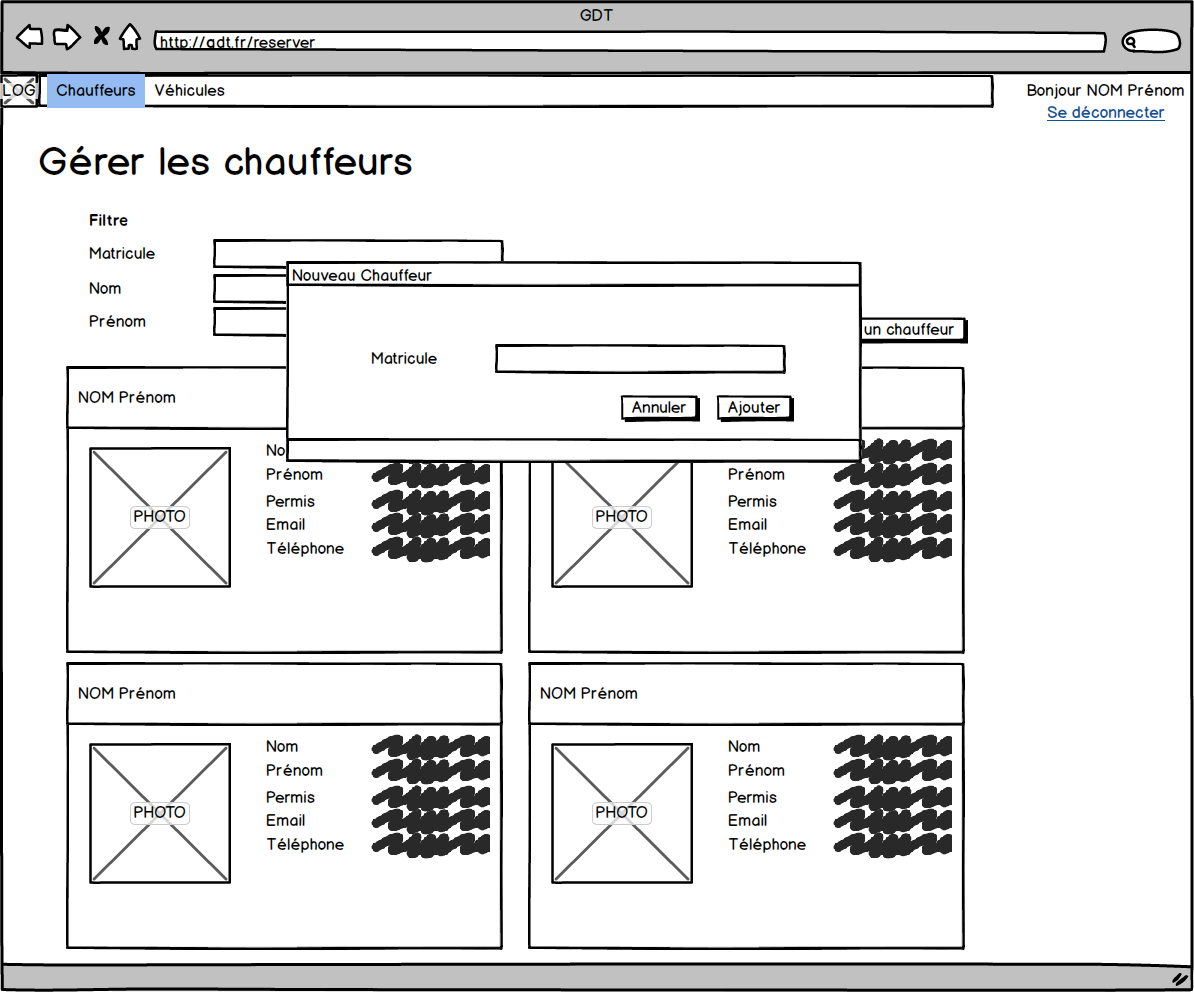 GDT
http://gdt.fr/reserver
LOG Chauffeurs Véhicules Bonjour NOM Prénom
Se déconnecter
Gérer les chauffeurs
Filtre
Matricule
Nom
Prénom
un chauffeur
Nouveau Chauffeur
Matricule
Annuler Ajouter
NOM Prénom
No
Prénom
Permis
Email
Téléphone
PHOTO
Prénom
Permis
Email
Téléphone
PHOTO
NOM Prénom
Nom
Prénom
Permis
Email
Téléphone
PHOTO
NOM Prénom
Nom
Prénom
Permis
Email
Téléphone
PHOTO